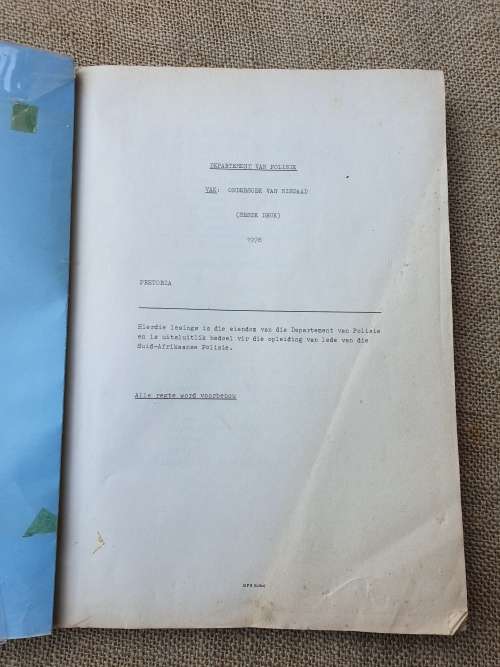 DEPARTEMENT VAN POLISIE
VAK: ONDERSOEK VAN MISDAAD
(EERSTE DRUK)
1976
PRETORIA
Hierdie lesings is die eiendom van die Departement van Polisie
en is uitsluitlik bedoel vir die opleiding van lede van die
Suid-Afrikaanse Polisie.
Alle regte word voorbehou